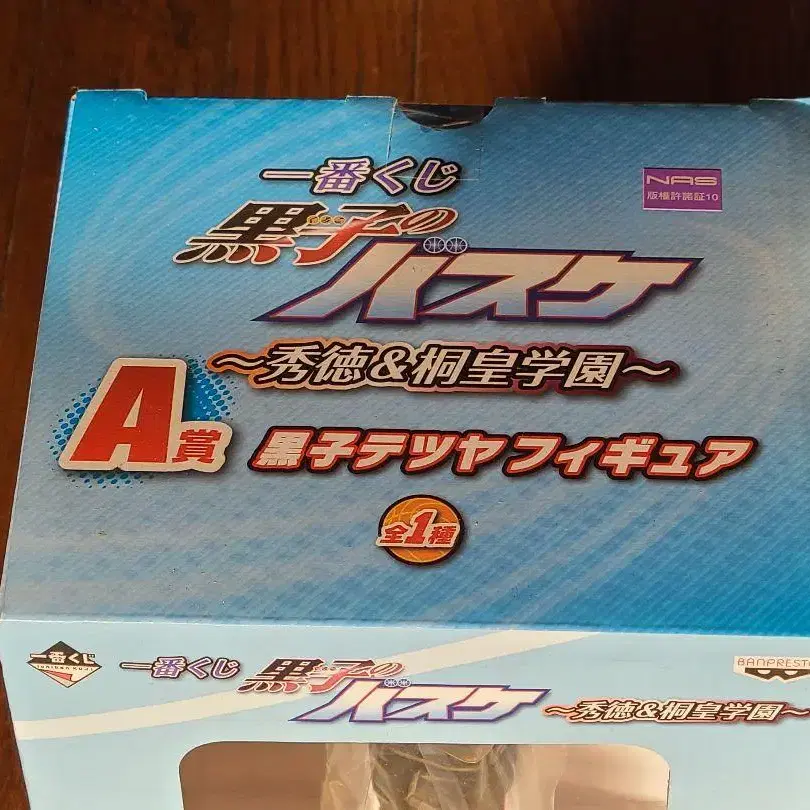 一番くじ
NAS
版権許諾証10
黒子の
バスケ
〜秀徳&桐皇学園〜
A賞
黒子テツヤ フィギュア
全1種
一番くじ
一番くじ
黒子の
バスケ
〜秀徳&桐皇学園〜
BANPRESTO